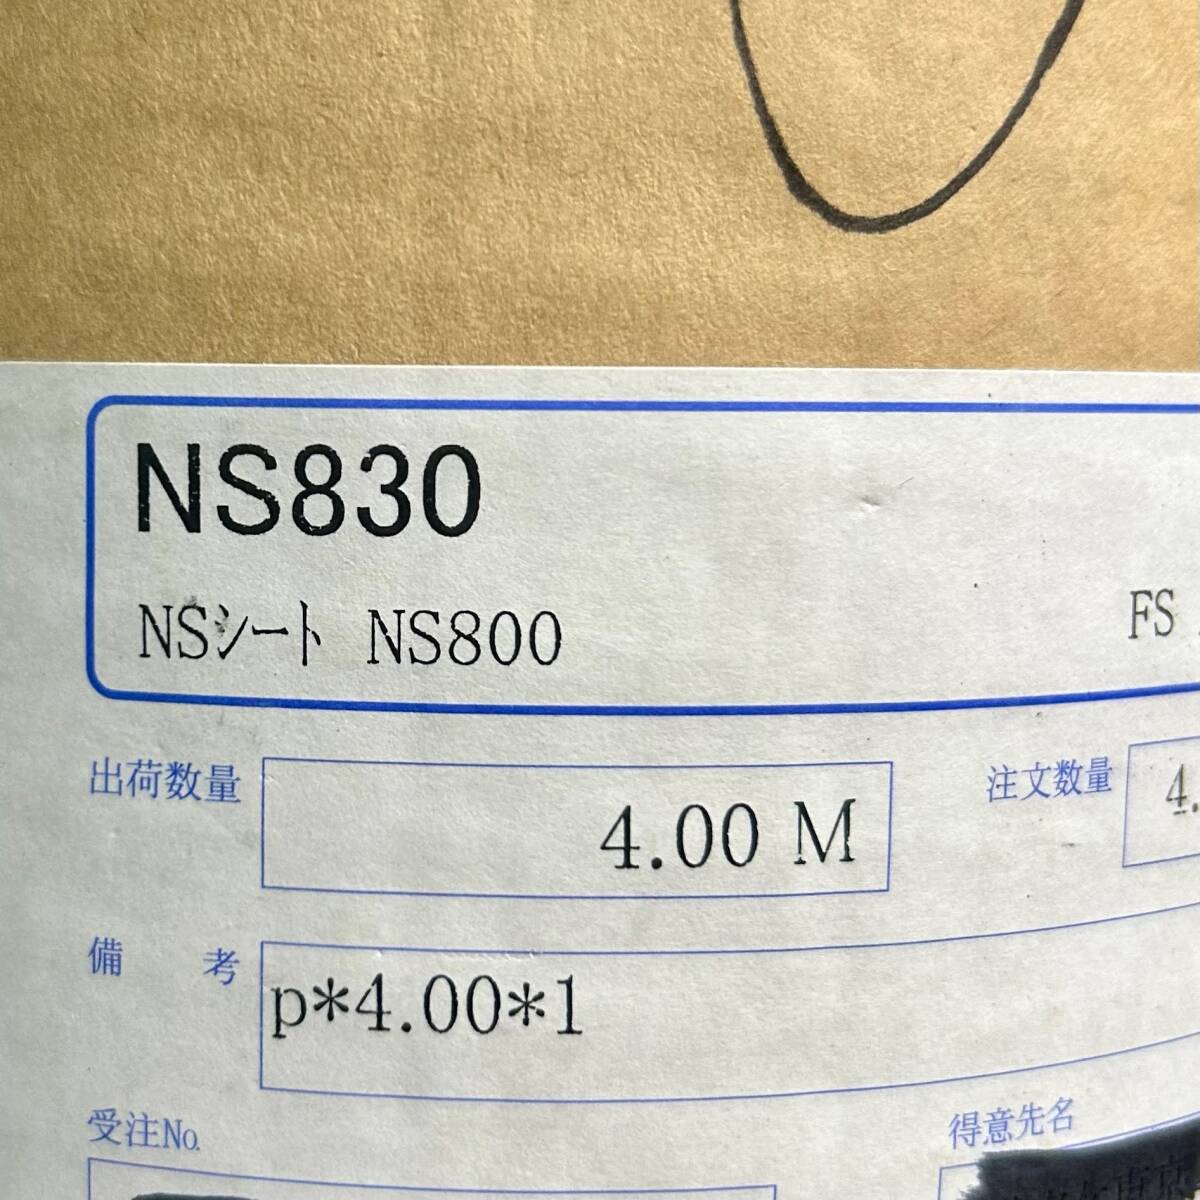 NS830
NSシート NS800 FS
出荷数量 4.00 M 注文数量 4.
備考 p*4.00*1
受注No. 得意先名